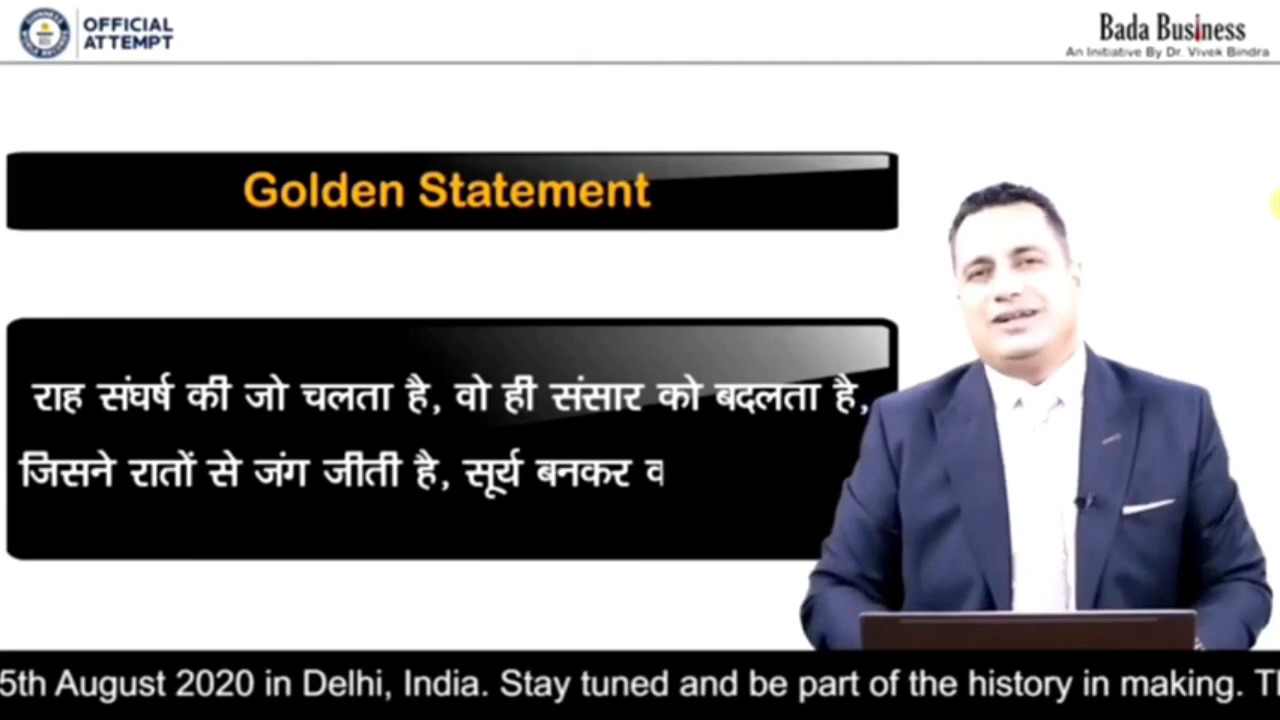 OFFICIAL
ATTEMPT
Bada Business
An Initiative By Dr. Vivek Bindra
Golden Statement
राह संघर्ष की जो चलता है, वो ही संसार को बदलता है,
जिसने रातों से जंग जीती है, सूर्य बनकर व
5th August 2020 in Delhi, India. Stay tuned and be part of the history in making. Th